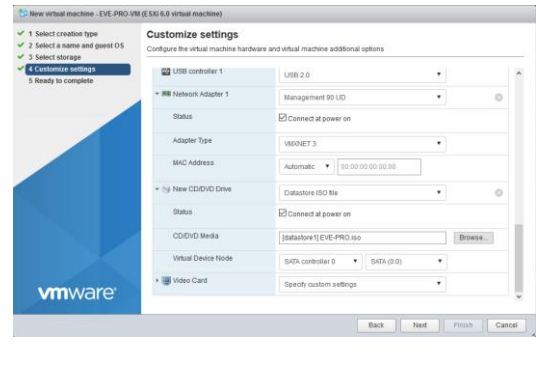 New virtual machine - EVE-PRO-VM (ESXi 6.0 virtual machine)
1 Select creation type
2 Select a name and guest OS
3 Select storage
4 Customize settings
5 Ready to complete
Customize settings
Configure the virtual machine hardware and virtual machine additional options
USB controller 1 USB 2.0
Network Adapter 1 Management 90 UD
Status Connect at power on
Adapter Type VMXNET 3
MAC Address Automatic 00:00:00:00:00:00
New CD/DVD Drive Datastore ISO file
Status Connect at power on
CD/DVD Media [datastore1] EVE-PRO.iso Browse...
Virtual Device Node SATA controller 0 SATA (0:0)
Video Card Specify custom settings
vmware
Back Next Finish Cancel